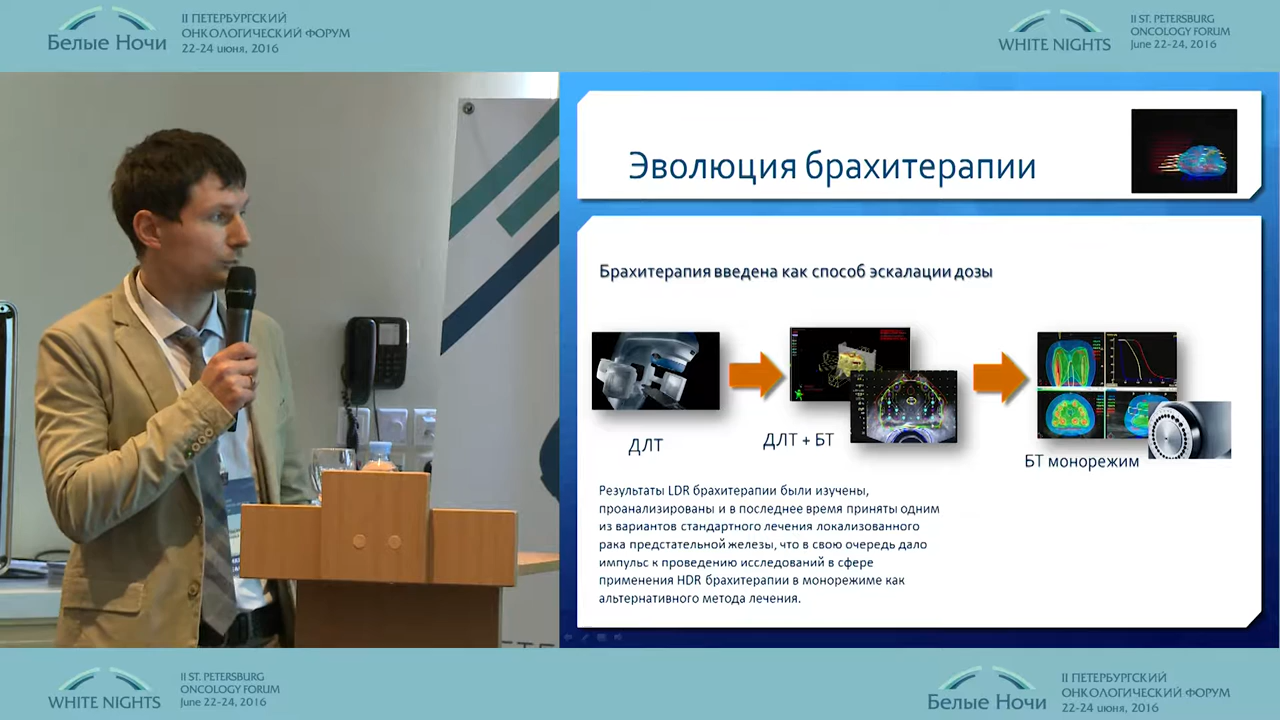 Белые Ночи
II ПЕТЕРБУРГСКИЙ
ОНКОЛОГИЧЕСКИЙ ФОРУМ
22-24 июня, 2016
WHITE NIGHTS
II ST. PETERSBURG
ONCOLOGY FORUM
June 22-24, 2016
Эволюция брахитерапии
Брахитерапия введена как способ эскалации дозы
ДЛТ
ДЛТ + БТ
БТ монорежим
Результаты LDR брахитерапии были изучены,
проанализированы и в последнее время приняты одним
из вариантов стандартного лечения локализованного
рака предстательной железы, что в свою очередь дало
импульс к проведению исследований в сфере
применения HDR брахитерапии в монорежиме как
альтернативного метода лечения.
WHITE NIGHTS
II ST. PETERSBURG
ONCOLOGY FORUM
June 22-24, 2016
Белые Ночи
II ПЕТЕРБУРГСКИЙ
ОНКОЛОГИЧЕСКИЙ ФОРУМ
22-24 июня, 2016